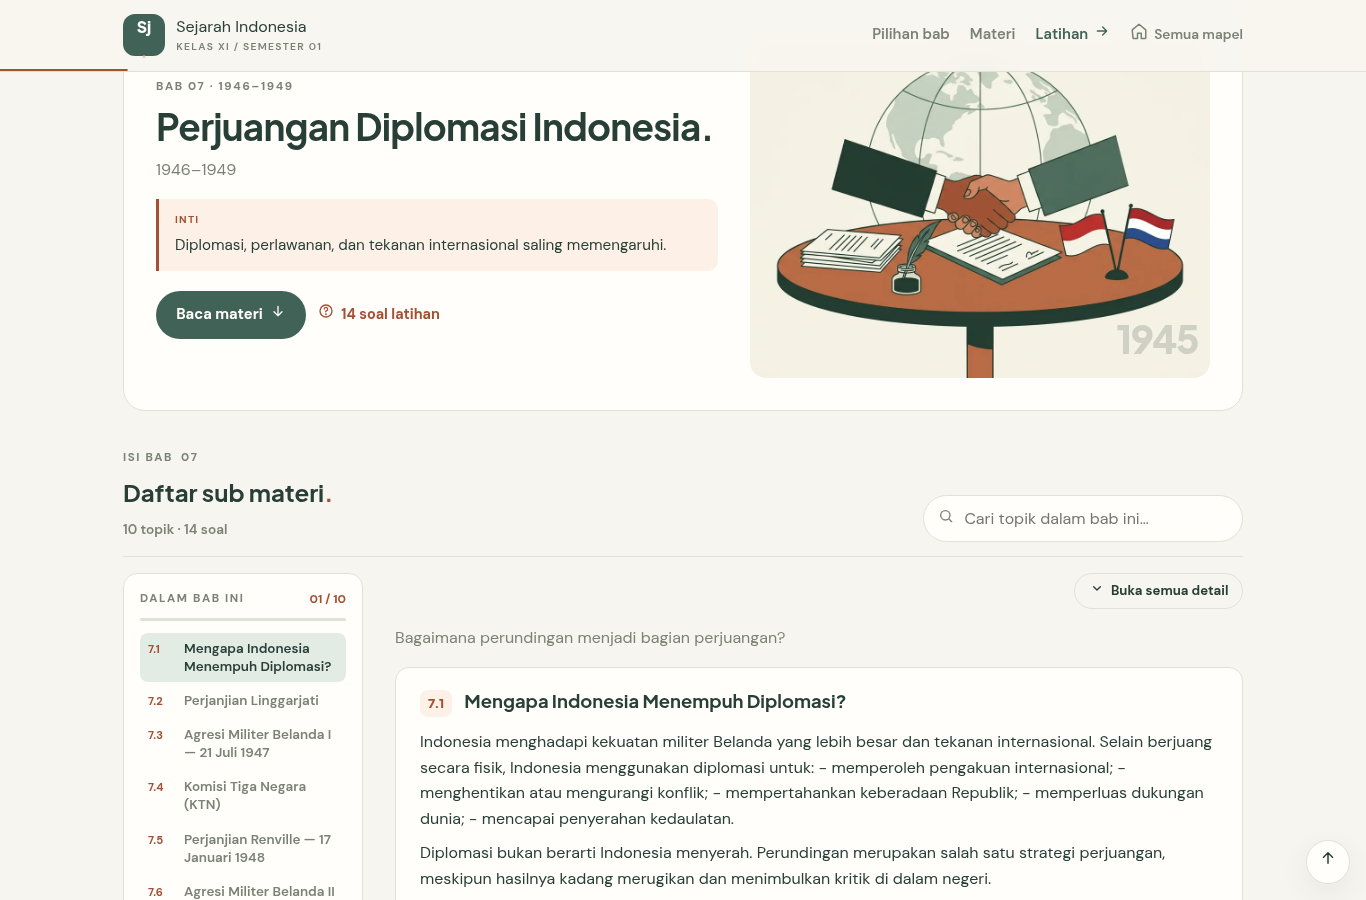 Sj
Sejarah Indonesia
KELAS XI / SEMESTER 01
Pilihan bab
Materi
Latihan →
Semua mapel
BAB 07 · 1946–1949
Perjuangan Diplomasi Indonesia.
1946–1949
INTI
Diplomasi, perlawanan, dan tekanan internasional saling memengaruhi.
Baca materi ↓
14 soal latihan
1945
ISI BAB 07
Daftar sub materi.
10 topik · 14 soal
Cari topik dalam bab ini...
DALAM BAB INI
01 / 10
7.1 Mengapa Indonesia
Menempuh Diplomasi?
7.2 Perjanjian Linggarjati
7.3 Agresi Militer Belanda I
— 21 Juli 1947
7.4 Komisi Tiga Negara
(KTN)
7.5 Perjanjian Renville — 17
Januari 1948
7.6 Agresi Militer Belanda II
Buka semua detail
Bagaimana perundingan menjadi bagian perjuangan?
7.1 Mengapa Indonesia Menempuh Diplomasi?
Indonesia menghadapi kekuatan militer Belanda yang lebih besar dan tekanan internasional. Selain berjuang
secara fisik, Indonesia menggunakan diplomasi untuk: - memperoleh pengakuan internasional; -
menghentikan atau mengurangi konflik; - mempertahankan keberadaan Republik; - memperluas dukungan
dunia; - mencapai penyerahan kedaulatan.
Diplomasi bukan berarti Indonesia menyerah. Perundingan merupakan salah satu strategi perjuangan,
meskipun hasilnya kadang merugikan dan menimbulkan kritik di dalam negeri.